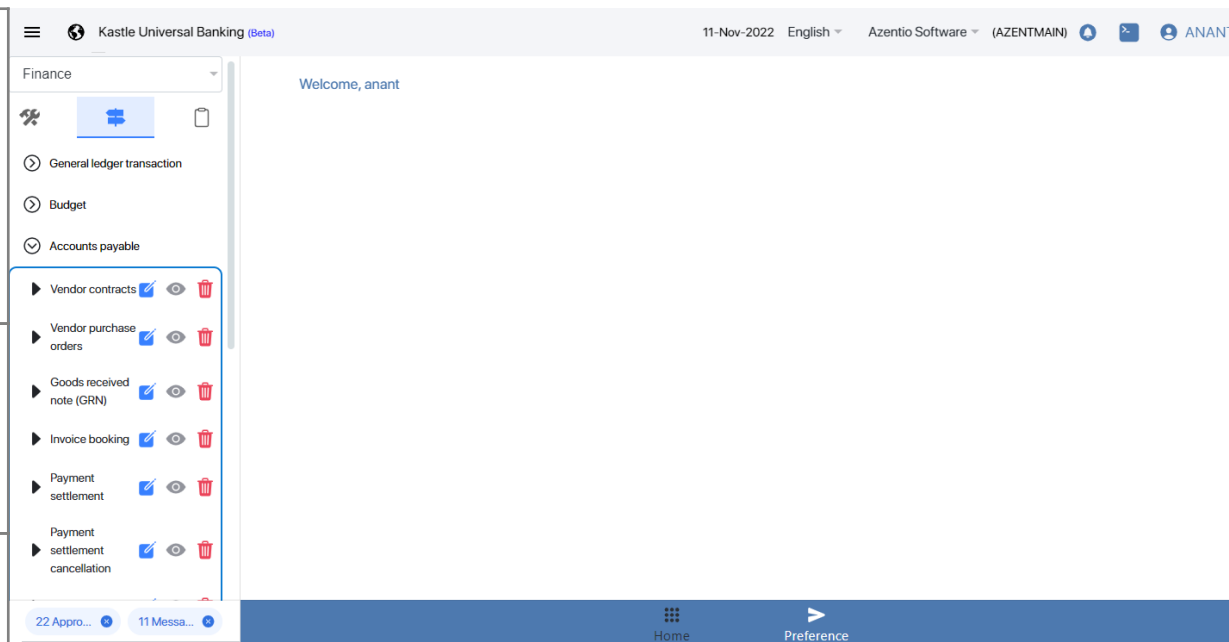 Kastle Universal Banking (Beta)
11-Nov-2022 English Azentio Software (AZENTMAIN) ANANT
Finance
Welcome, anant
General ledger transaction
Budget
Accounts payable
Vendor contracts
Vendor purchase
orders
Goods received
note (GRN)
Invoice booking
Payment
settlement
Payment
settlement
cancellation
22 Appro... 11 Messa...
Home Preference